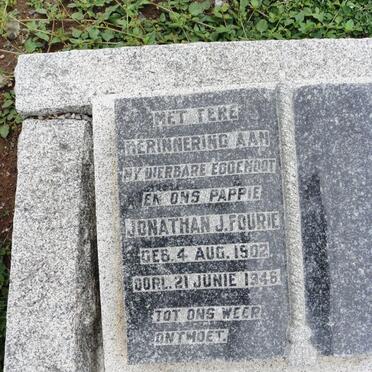 MET TERE
HERINNERING AAN
MY DIERBARE EGGENOOT
EN ONS PAPPIE
JONATHAN J. FOURIE
GEB. 4 AUG. 1902
OORL. 21 JUNIE 1946
TOT ONS WEER
ONTMOET.